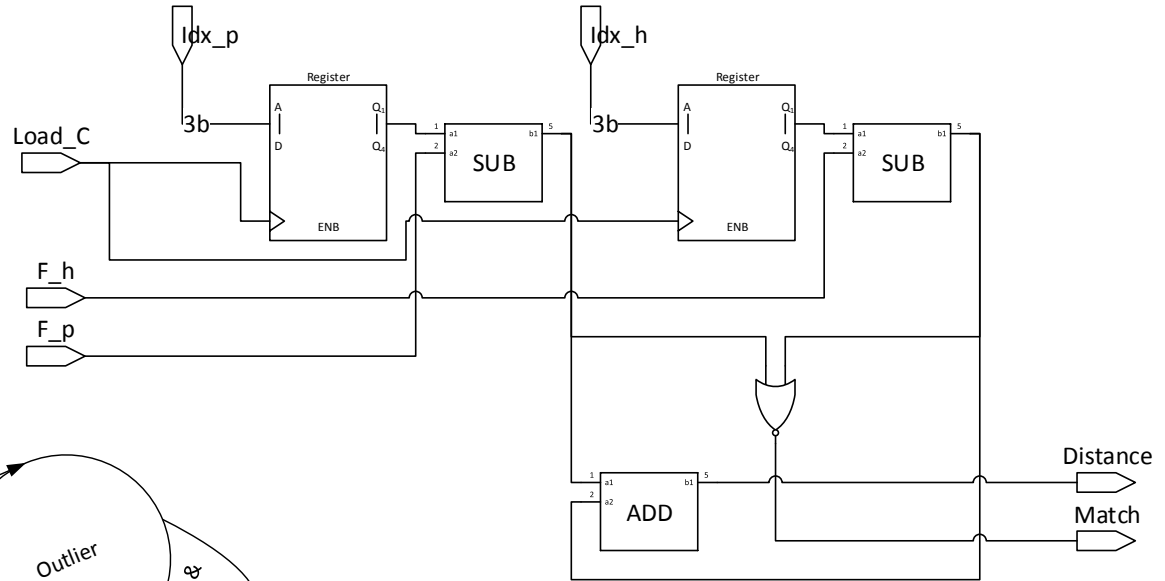 Idx_p
Idx_h
Register
Register
A
Q1
A
Q1
3b
1
a1
b1
5
3b
1
a1
b1
5
Load_C
D
Q4
2
a2
SUB
D
Q4
2
a2
SUB
ENB
ENB
F_h
F_p
Distance
1
a1
b1
5
2
a2
ADD
Match
Outlier
&